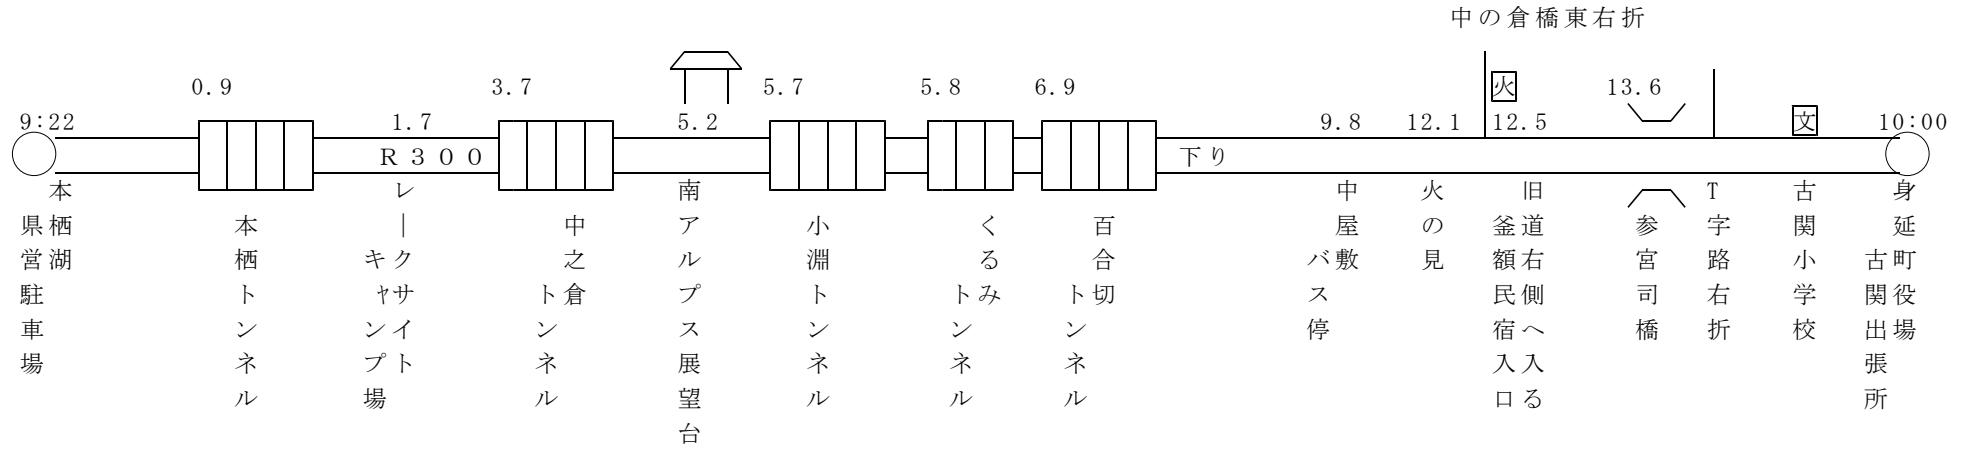 中の倉橋東右折
0.9
3.7
5.7
5.8
6.9
火
13.6
9:22
1.7
5.2
9.8
12.1
12.5
文
10:00
R300
下り
本栖湖
県営駐車場
本栖トンネル
レークサイト
キャンプ場
中之倉
トンネル
南アルプス展望台
小淵トンネル
くるみ
トンネル
百合切
トンネル
中屋敷
バス停
火の見
旧道右側へ入る
釜額民宿入口
参宮司橋
T字路右折
古関小学校
身延町役場
古関出張所